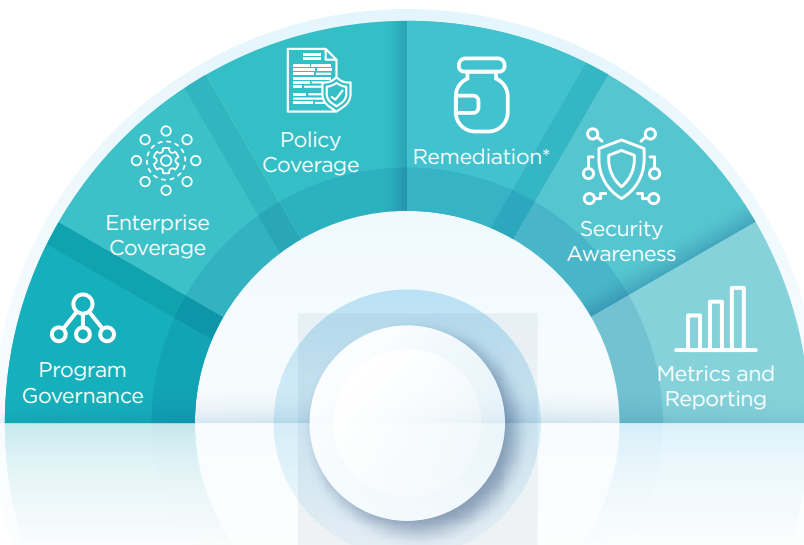 Program
Governance
Enterprise
Coverage
Policy
Coverage
Remediation*
Security
Awareness
Metrics and
Reporting